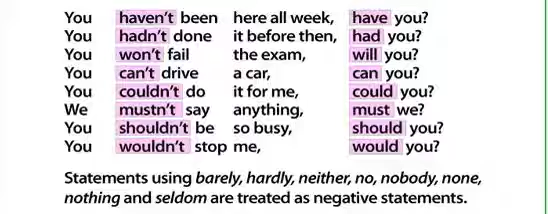 You haven't been here all week, have you?
You hadn't done it before then, had you?
You won't fail the exam, will you?
You can't drive a car, can you?
You couldn't do it for me, could you?
We mustn't say anything, must we?
You shouldn't be so busy, should you?
You wouldn't stop me, would you?
Statements using barely, hardly, neither, no, nobody, none,
nothing and seldom are treated as negative statements.